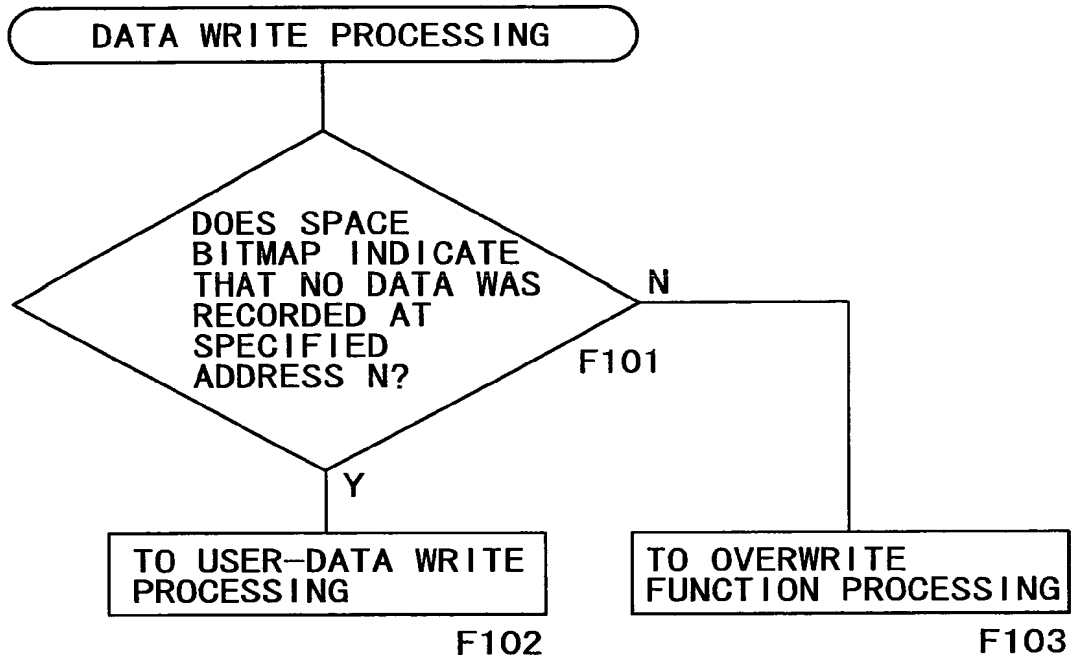 DATA WRITE PROCESSING
DOES SPACE
BITMAP INDICATE
THAT NO DATA WAS
RECORDED AT
SPECIFIED
ADDRESS N?
N
F101
Y
TO USER-DATA WRITE
PROCESSING
F102
TO OVERWRITE
FUNCTION PROCESSING
F103